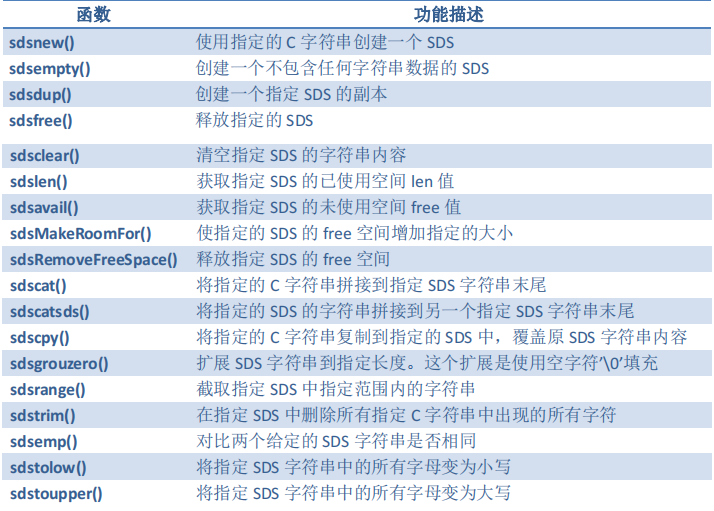 函数 功能描述
sdsnew() 使用指定的 C 字符串创建一个 SDS
sdsempty() 创建一个不包含任何字符串数据的 SDS
sdsdup() 创建一个指定 SDS 的副本
sdsfree() 释放指定的 SDS
sdsclear() 清空指定 SDS 的字符串内容
sdslen() 获取指定 SDS 的已使用空间 len 值
sdsavail() 获取指定 SDS 的未使用空间 free 值
sdsMakeRoomFor() 使指定的 SDS 的 free 空间增加指定的大小
sdsRemoveFreeSpace() 释放指定 SDS 的 free 空间
sdscat() 将指定的 C 字符串拼接到指定 SDS 字符串末尾
sdscatsds() 将指定的 SDS 的字符串拼接到另一个指定 SDS 字符串末尾
sdscpy() 将指定的 C 字符串复制到指定的 SDS 中，覆盖原 SDS 字符串内容
sdsgrouzero() 扩展 SDS 字符串到指定长度。这个扩展是使用空字符’\0’填充
sdsrange() 截取指定 SDS 中指定范围内的字符串
sdstrim() 在指定 SDS 中删除所有指定 C 字符串中出现的所有字符
sdsemp() 对比两个给定的 SDS 字符串是否相同
sdstolow() 将指定 SDS 字符串中的所有字母变为小写
sdstoupper() 将指定 SDS 字符串中的所有字母变为大写